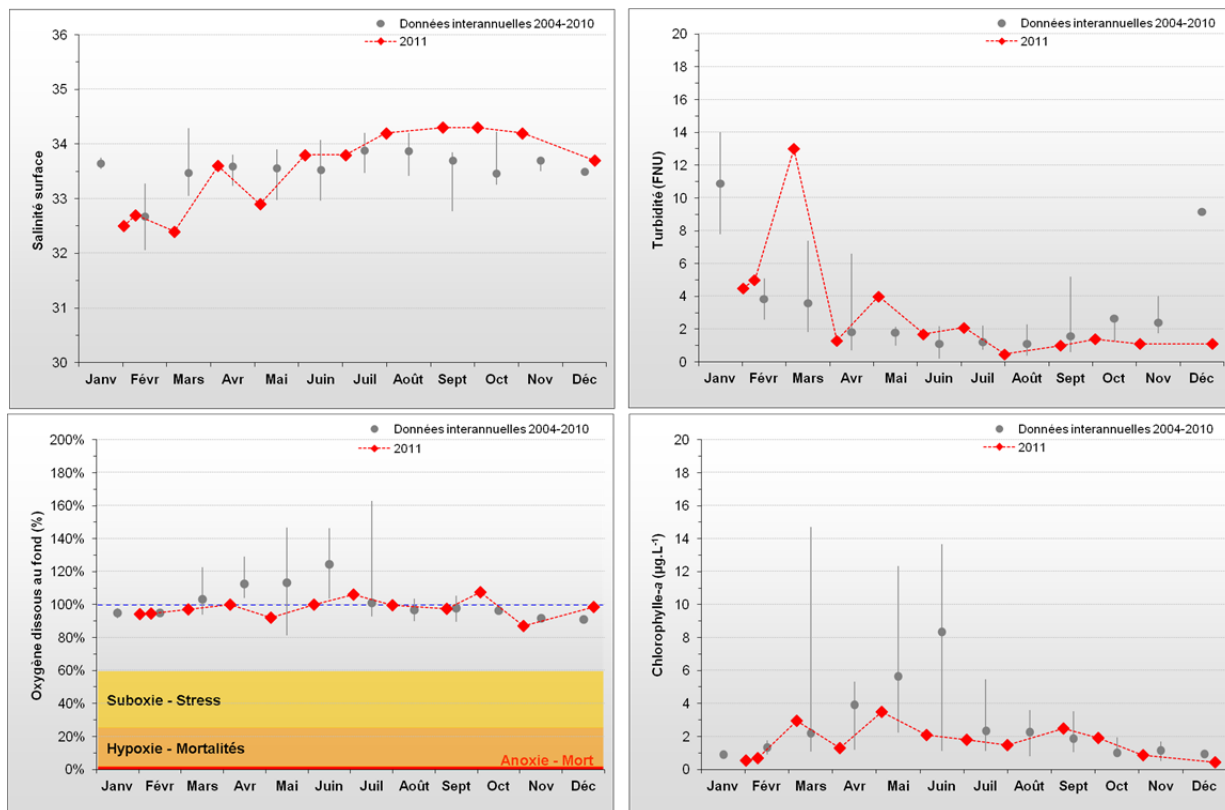 Données interannuelles 2004-2010
2011
Salinité surface
36
35
34
33
32
31
30
Janv Févr Mars Avr Mai Juin Juil Août Sept Oct Nov Déc
Données interannuelles 2004-2010
2011
Turbidité (FNU)
20
18
16
14
12
10
8
6
4
2
0
Janv Févr Mars Avr Mai Juin Juil Août Sept Oct Nov Déc
Données interannuelles 2004-2010
2011
Oxygène dissous au fond (%)
200%
180%
160%
140%
120%
100%
80%
60%
40%
20%
0%
Suboxie - Stress
Hypoxie - Mortalités
Anoxie - Mort
Janv Févr Mars Avr Mai Juin Juil Août Sept Oct Nov Déc
Données interannuelles 2004-2010
2011
Chlorophylle-a (µg.L⁻¹)
20
18
16
14
12
10
8
6
4
2
0
Janv Févr Mars Avr Mai Juin Juil Août Sept Oct Nov Déc